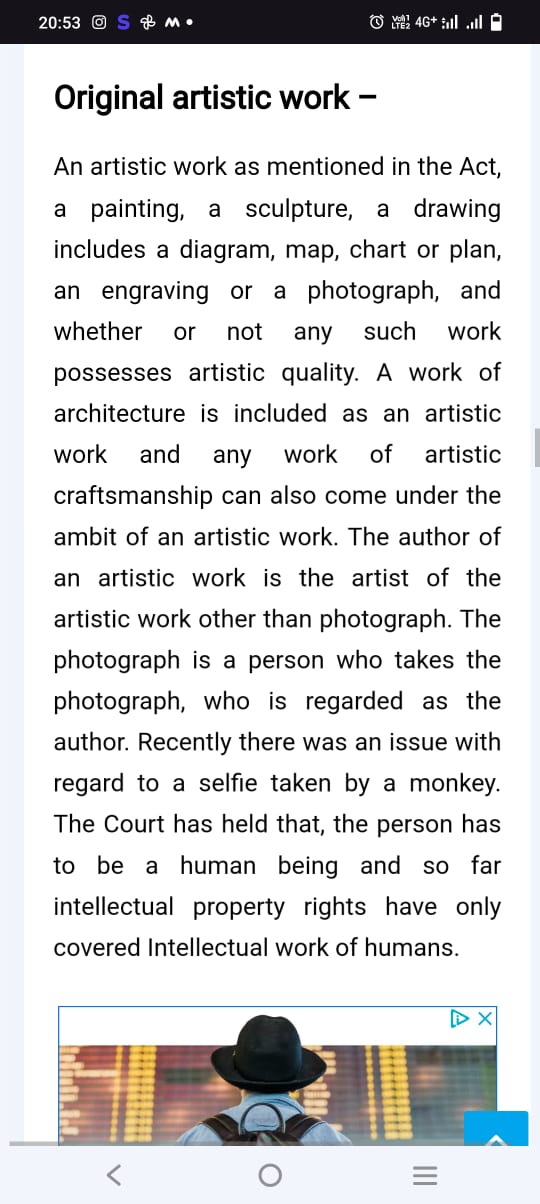 20:53 S VoI) LTE2 4G+
Original artistic work –
An artistic work as mentioned in the Act,
a painting, a sculpture, a drawing
includes a diagram, map, chart or plan,
an engraving or a photograph, and
whether or not any such work
possesses artistic quality. A work of
architecture is included as an artistic
work and any work of artistic
craftsmanship can also come under the
ambit of an artistic work. The author of
an artistic work is the artist of the
artistic work other than photograph. The
photograph is a person who takes the
photograph, who is regarded as the
author. Recently there was an issue with
regard to a selfie taken by a monkey.
The Court has held that, the person has
to be a human being and so far
intellectual property rights have only
covered Intellectual work of humans.